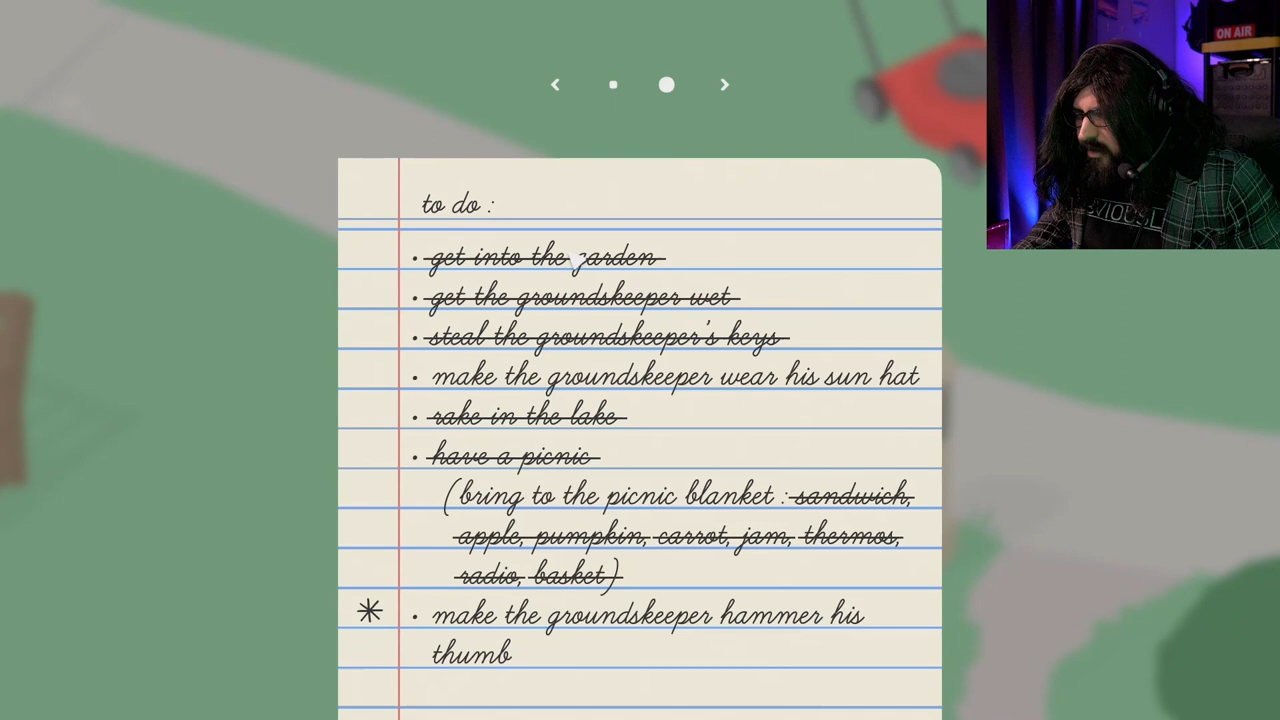 ON AIR
to do :
• get into the garden
• get the groundskeeper wet
• steal the groundskeeper's keys
• make the groundskeeper wear his sun hat
• rake in the lake
• have a picnic
(bring to the picnic blanket : sandwich,
apple, pumpkin, carrot, jam, thermos,
radio, basket)
* • make the groundskeeper hammer his
thumb